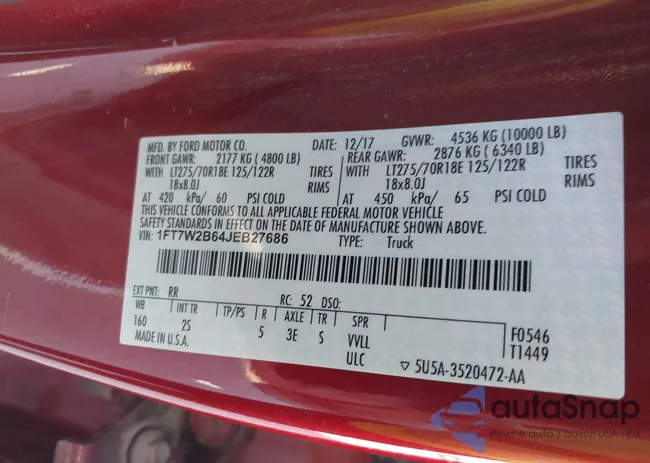 MFD. BY FORD MOTOR CO.
DATE: 12/17 GVWR: 4536 KG (10000 LB)
FRONT GAWR: 2177 KG (4800 LB) REAR GAWR: 2876 KG (6340 LB)
WITH LT275/70R18E 125/122R TIRES WITH LT275/70R18E 125/122R TIRES
18x8.0J RIMS 18x8.0J RIMS
AT 420 kPa/ 60 PSI COLD AT 450 kPa/ 65 PSI COLD
THIS VEHICLE CONFORMS TO ALL APPLICABLE FEDERAL MOTOR VEHICLE
SAFETY STANDARDS IN EFFECT ON THE DATE OF MANUFACTURE SHOWN ABOVE.
VIN: 1FT7W2B64JEB27686 TYPE: Truck
EXT PNT: RR RC: 52 DSO:
WB INT TR TP/PS R AXLE TR SPR
160 2S 5 3E S VVLL
ULC
F0546
T1449
MADE IN U.S.A. ▽ 5U5A-3520472-AA
autaSnap
Pewne auto z aukcji USA - EU